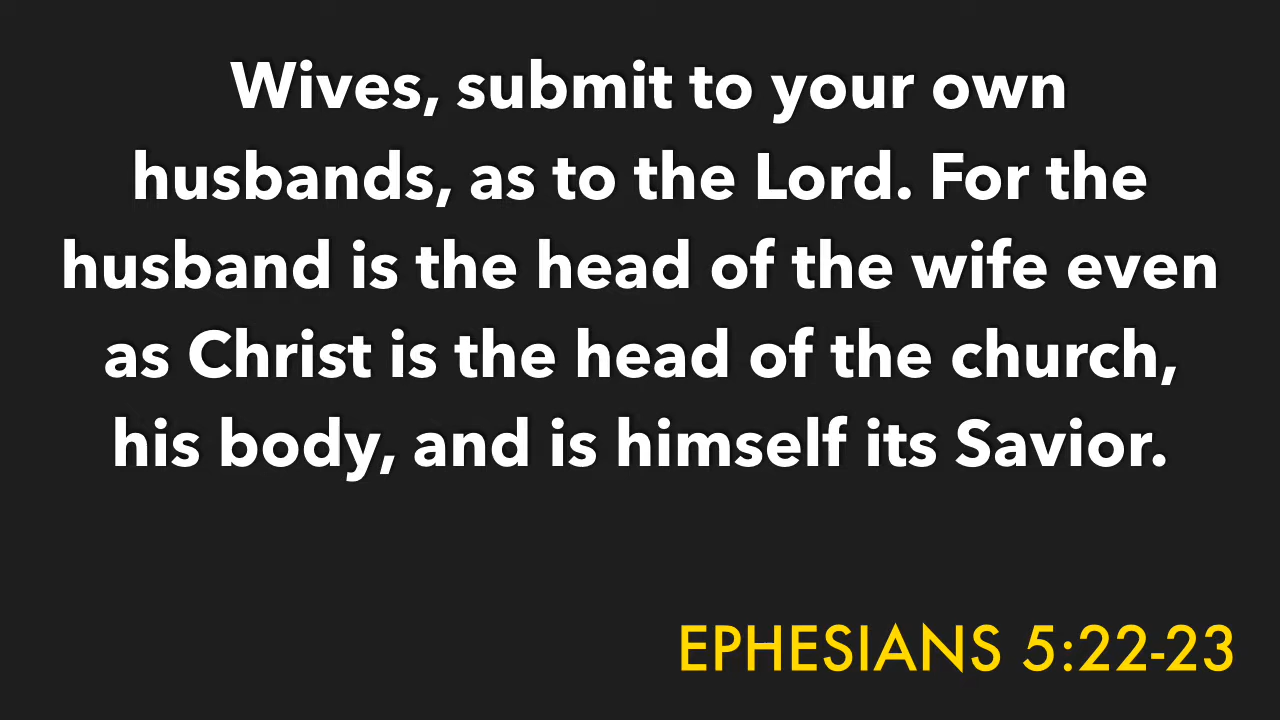 Wives, submit to your own
husbands, as to the Lord. For the
husband is the head of the wife even
as Christ is the head of the church,
his body, and is himself its Savior.
EPHESIANS 5:22-23